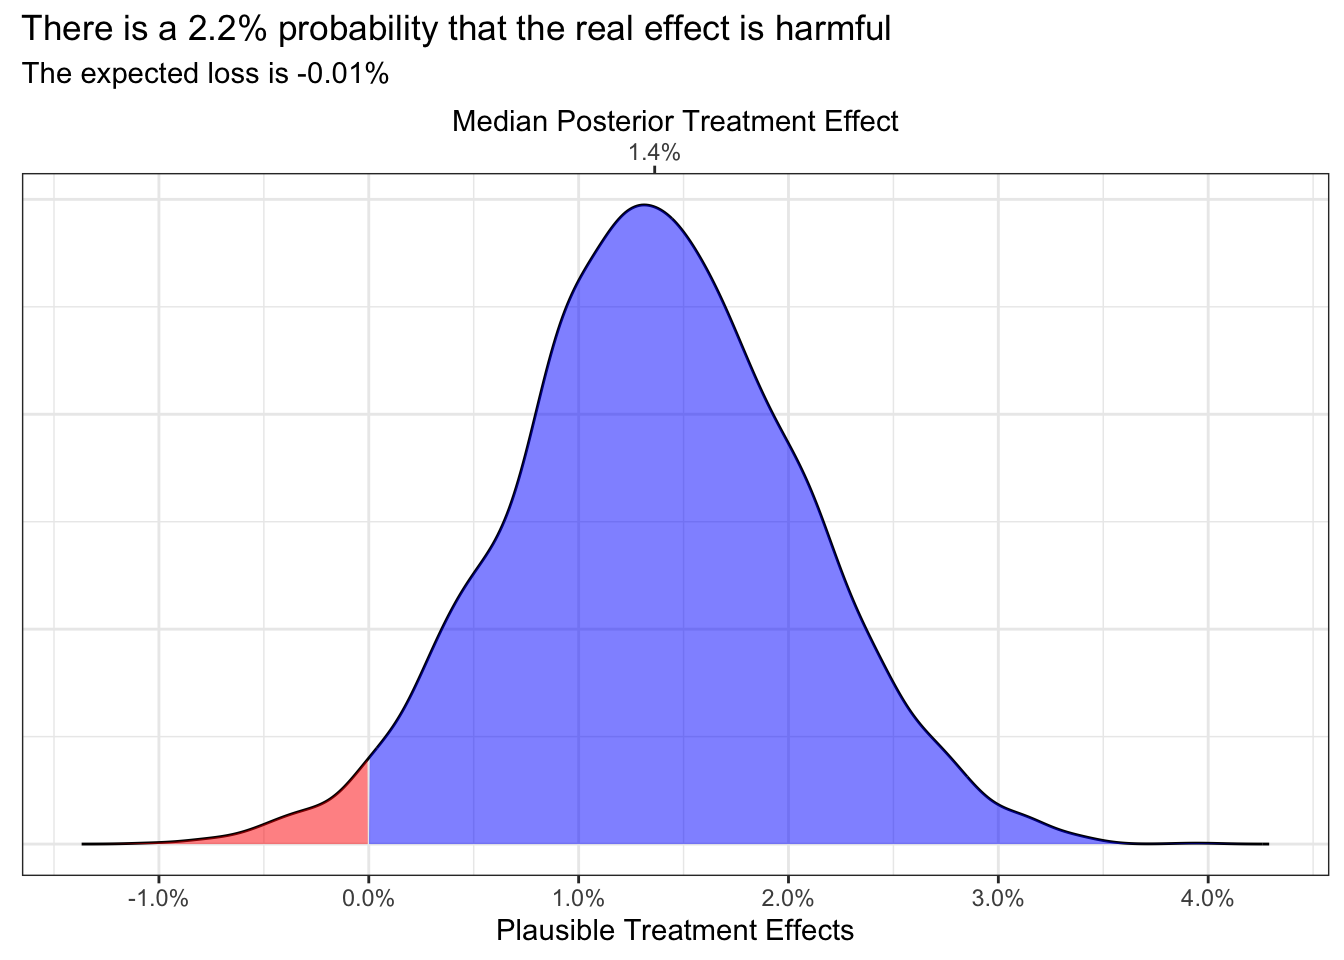 There is a 2.2% probability that the real effect is harmful
The expected loss is -0.01%
Median Posterior Treatment Effect
1.4%
-1.0% 0.0% 1.0% 2.0% 3.0% 4.0%
Plausible Treatment Effects